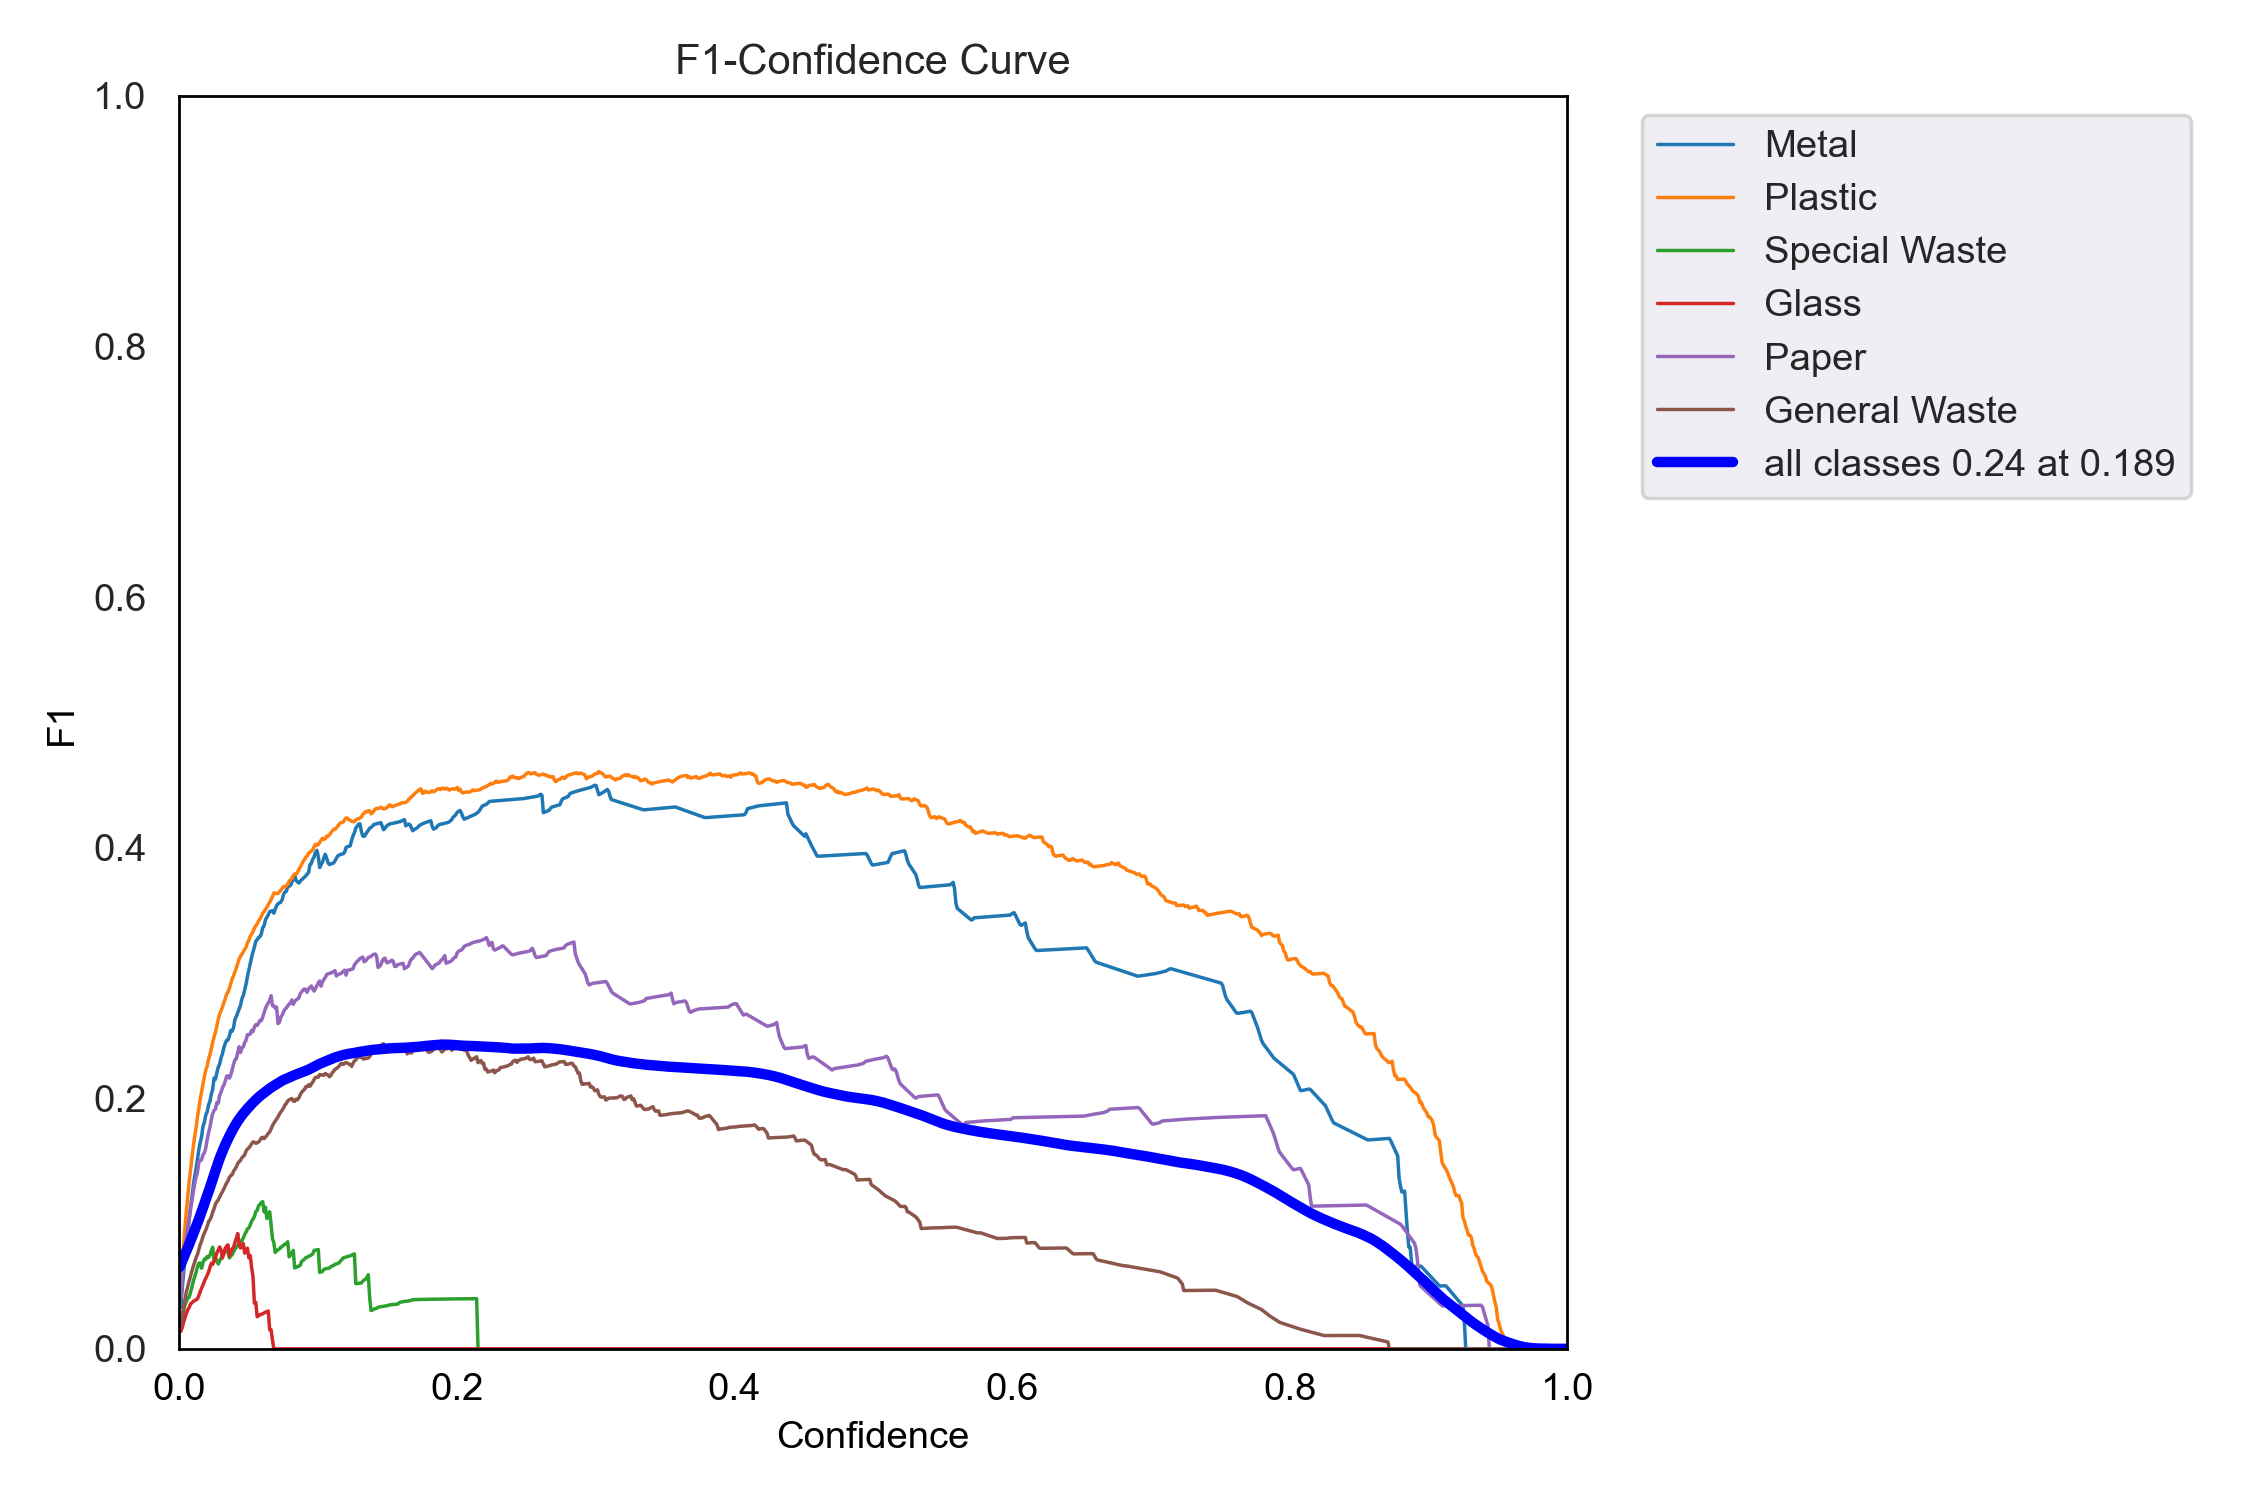 F1-Confidence Curve
1.0
0.8
0.6
0.4
0.2
0.0
F1
0.0 0.2 0.4 0.6 0.8 1.0
Confidence
Metal
Plastic
Special Waste
Glass
Paper
General Waste
all classes 0.24 at 0.189